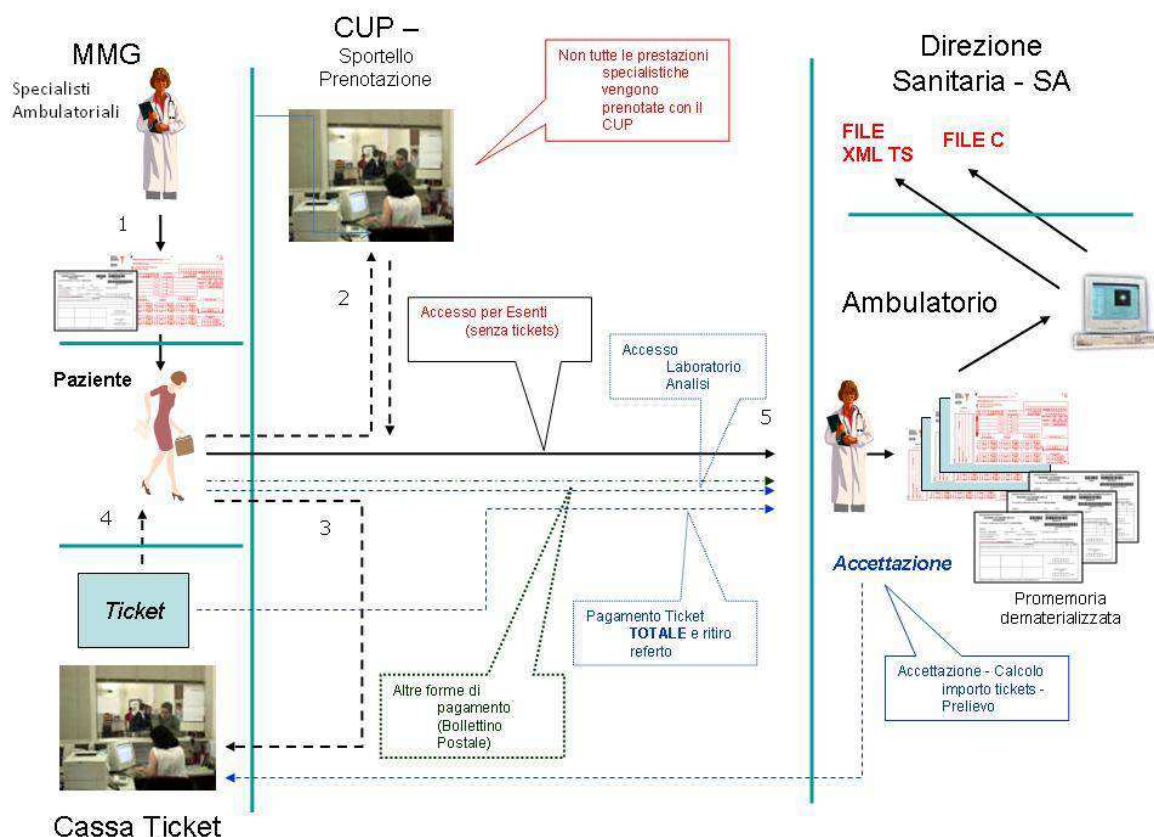 MMG
Specialisti
Ambulatoriali
1
Paziente
4
Ticket
Cassa Ticket
CUP –
Sportello
Prenotazione
Non tutte le prestazioni
specialistiche
vengono
prenotate con il
CUP
2
3
Accesso per Esenti
(senza tickets)
Accesso
Laboratorio
Analisi
5
Pagamento Ticket
TOTALE e ritiro
referto
Altre forme di
pagamento
(Bollettino
Postale)
Direzione
Sanitaria - SA
FILE
XML TS
FILE C
Ambulatorio
Accettazione
Promemoria
dematerializzata
Accettazione - Calcolo
importo tickets -
Prelievo